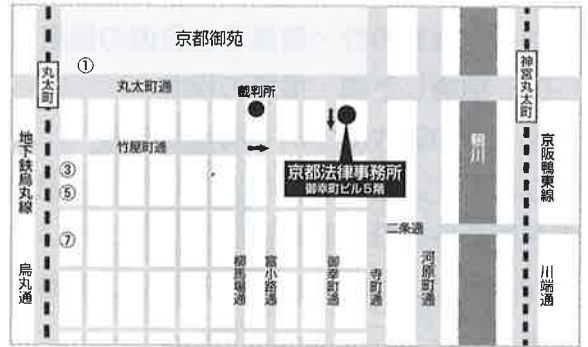 京都御苑
①
丸太町
丸太町通
裁判所
神宮丸太町
竹屋町通
③
⑤
⑦
京都法律事務所
御幸町ビル5階
鴨川
地下鉄烏丸線
京阪鴨東線
二条通
烏丸通
柳馬場通
富小路通
御幸町通
寺町通
河原町通
川端通